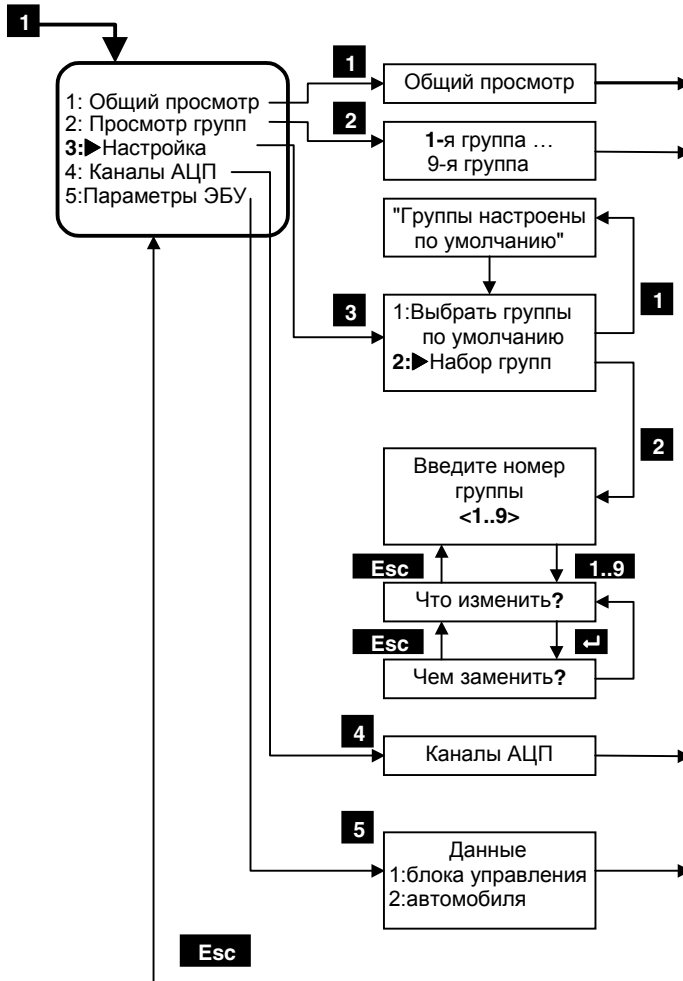 1
1: Общий просмотр
2: Просмотр групп
3:▶Настройка
4: Каналы АЦП
5:Параметры ЭБУ
1
Общий просмотр
2
1-я группа …
9-я группа
"Группы настроены
по умолчанию"
1
3
1:Выбрать группы
по умолчанию
2:▶Набор групп
2
Введите номер
группы
<1..9>
Esc
1..9
Что изменить?
Esc
↵
Чем заменить?
4
Каналы АЦП
5
Данные
1:блока управления
2:автомобиля
Esc